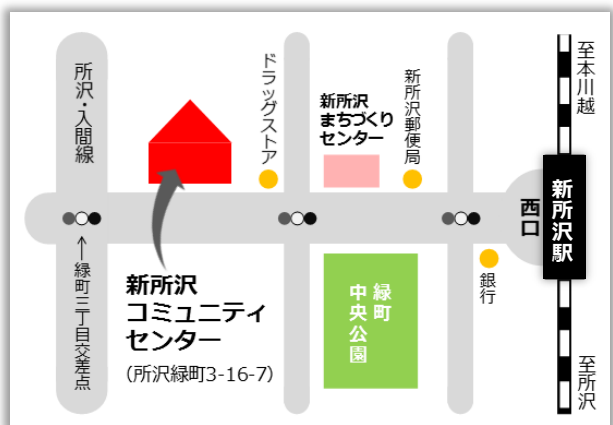 所沢・入間線
ドラッグストア
新所沢
まちづくり
センター
新所沢郵便局
至本川越
新所沢駅
西口
銀行
至所沢
緑町
中央公園
新所沢
コミュニティ
センター
(所沢緑町3-16-7)
←緑町三丁目交差点